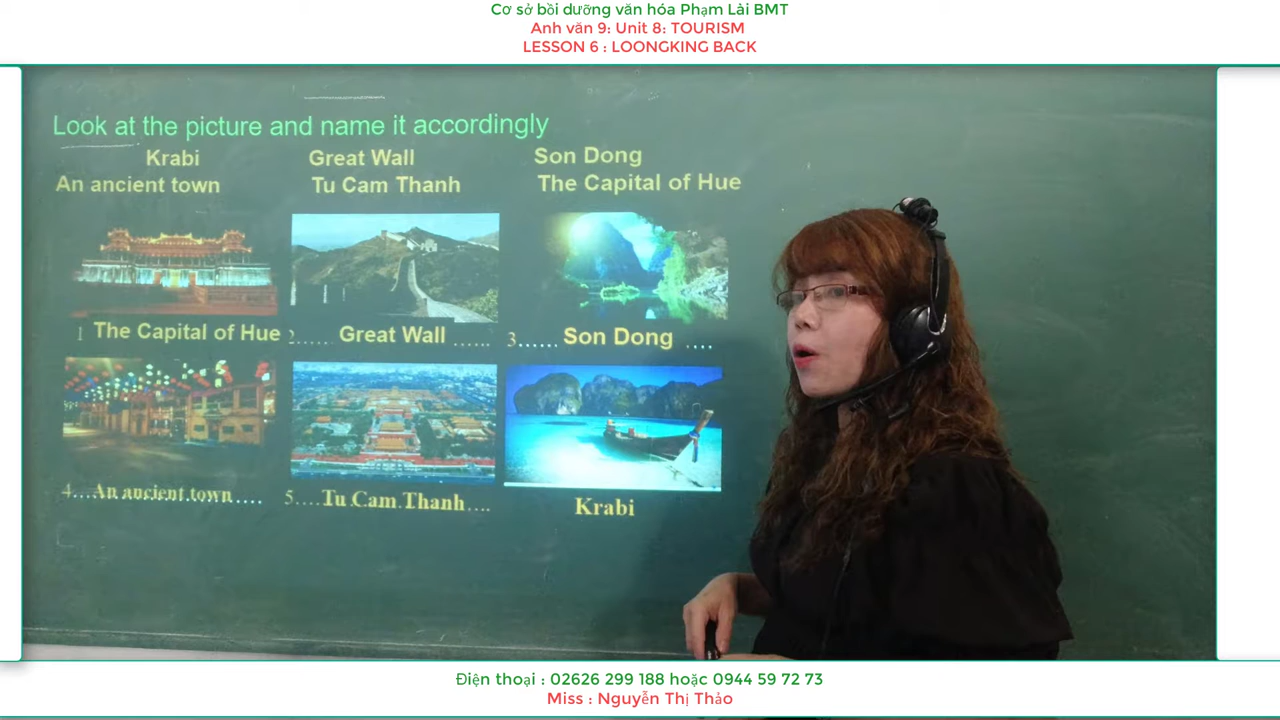 Cơ sở bồi dưỡng văn hóa Phạm Lài BMT
Anh văn 9: Unit 8: TOURISM
LESSON 6 : LOONGKING BACK
Look at the picture and name it accordingly
Krabi Great Wall Son Dong
An ancient town Tu Cam Thanh The Capital of Hue
1 The Capital of Hue 2...... Great Wall ...... 3...... Son Dong ....
4...An ancient town.... 5....Tu Cam Thanh.... Krabi
Điện thoại : 02626 299 188 hoặc 0944 59 72 73
Miss : Nguyễn Thị Thảo